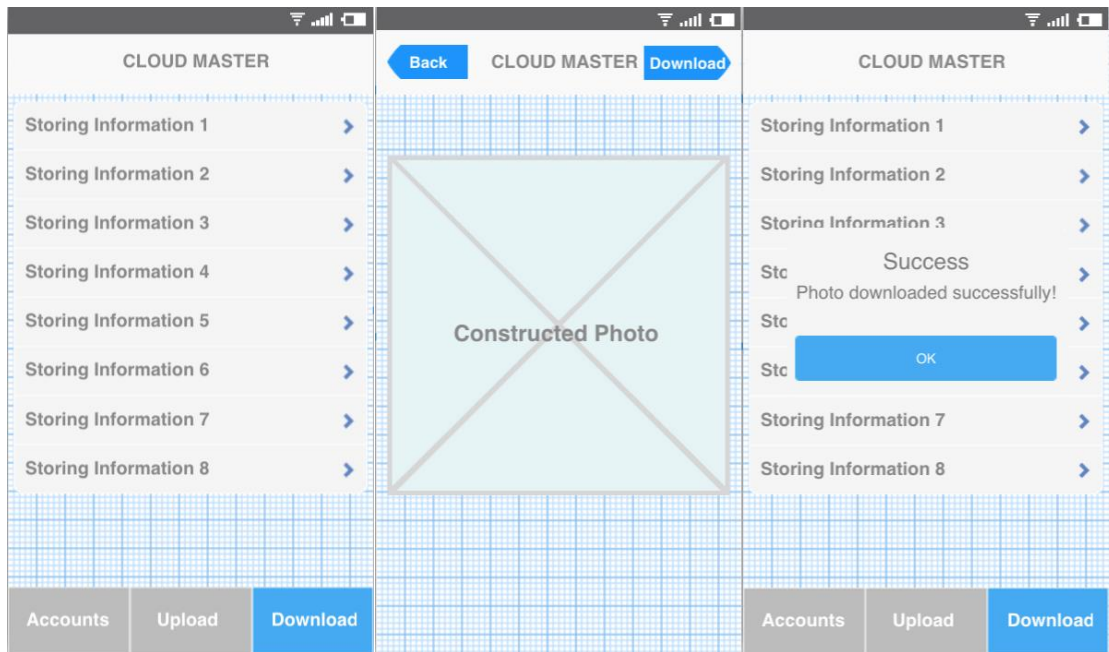 CLOUD MASTER
Storing Information 1
Storing Information 2
Storing Information 3
Storing Information 4
Storing Information 5
Storing Information 6
Storing Information 7
Storing Information 8
Accounts Upload Download
Back CLOUD MASTER Download
Constructed Photo
CLOUD MASTER
Storing Information 1
Storing Information 2
Storing Information 3
Sto
Success
Photo downloaded successfully!
Sto
Sto
OK
Storing Information 7
Storing Information 8
Accounts Upload Download